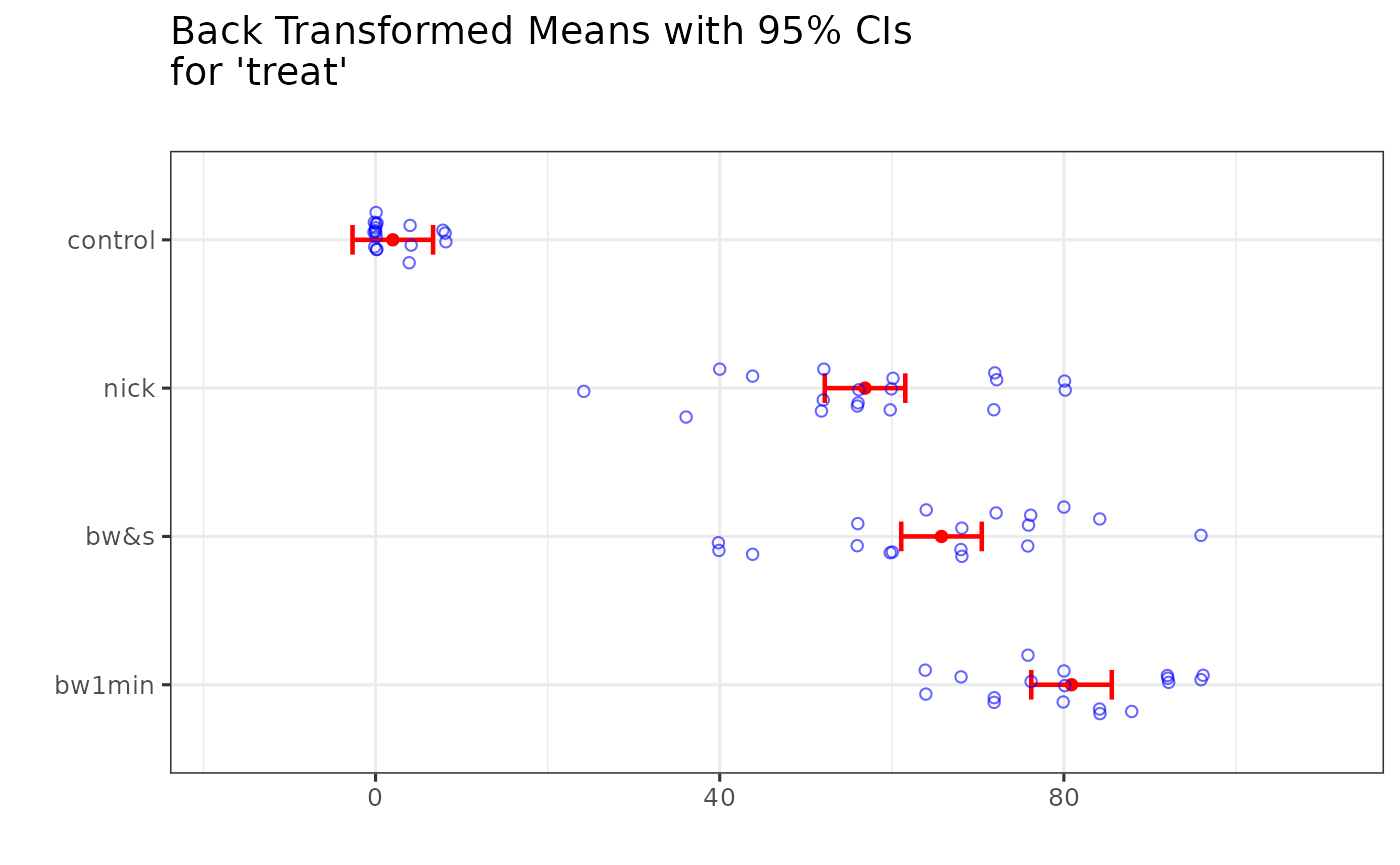 Back Transformed Means with 95% CIs
for 'treat'
control
nick
bw&s
bw1min
0
40
80